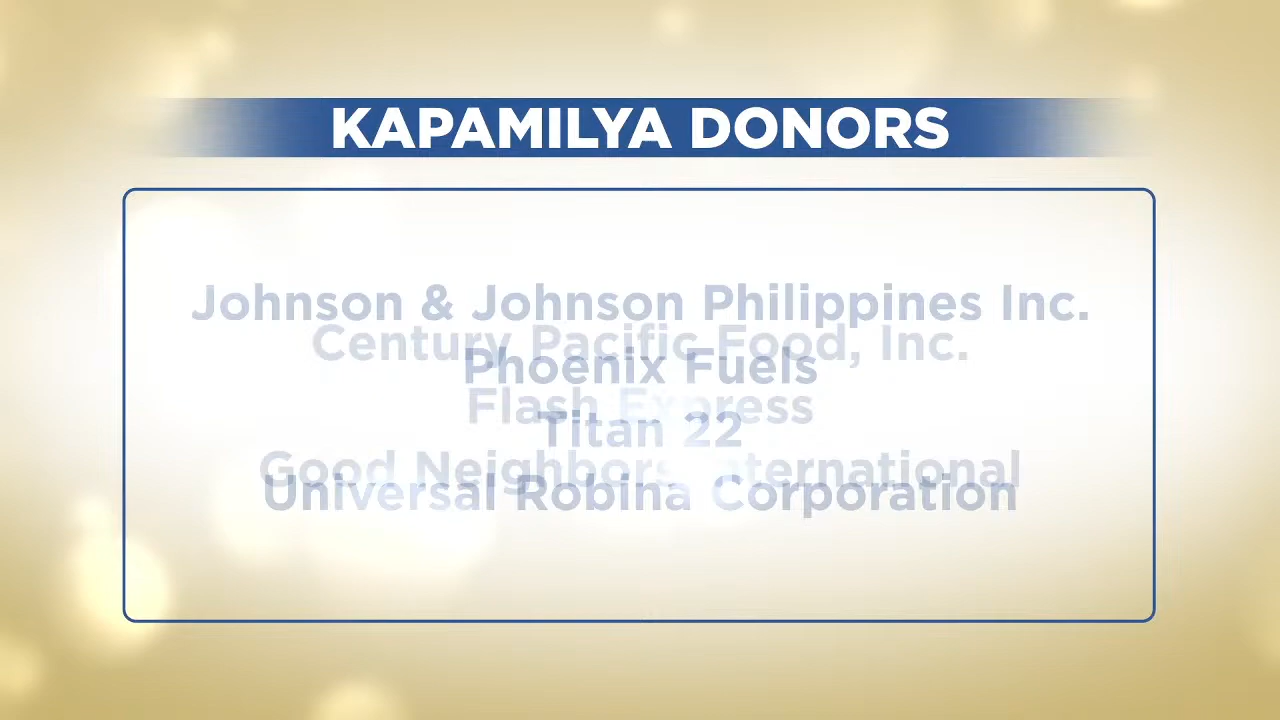 KAPAMILYA DONORS
Johnson & Johnson Philippines Inc.
Century Pacific Food, Inc.
Phoenix Fuels
Flash Express
Titan 22
Good Neighbors International
Universal Robina Corporation